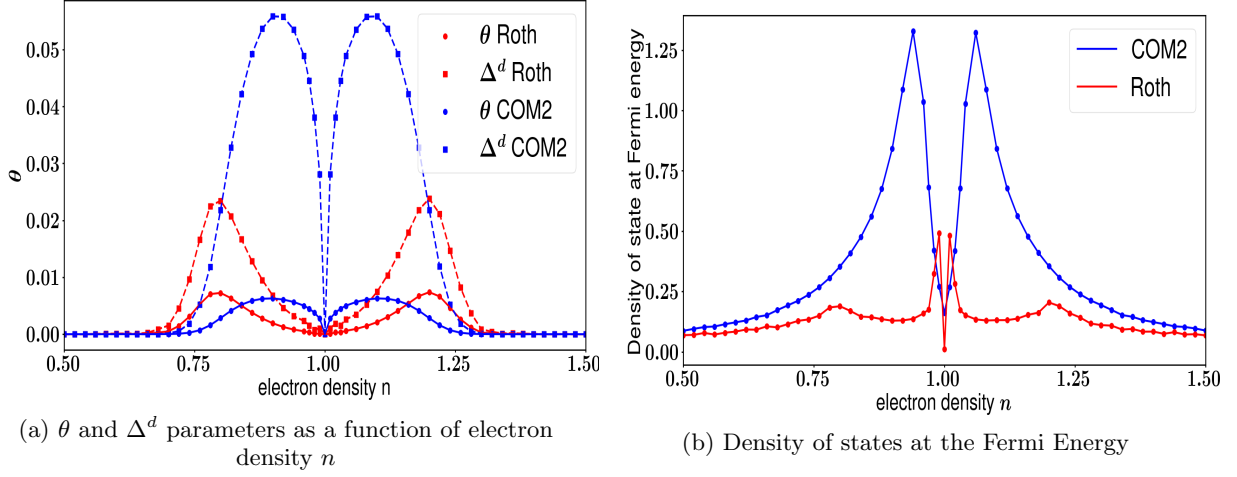 0.05
0.04
0.03
0.02
0.01
0.00
θ
0.50
0.75
1.00
1.25
1.50
electron density n
θ Roth
Δ^d Roth
θ COM2
Δ^d COM2
(a) θ and Δ^d parameters as a function of electron
density n
1.25
1.00
0.75
0.50
0.25
0.00
Density of state at Fermi energy
0.50
0.75
1.00
1.25
1.50
electron density n
COM2
Roth
(b) Density of states at the Fermi Energy